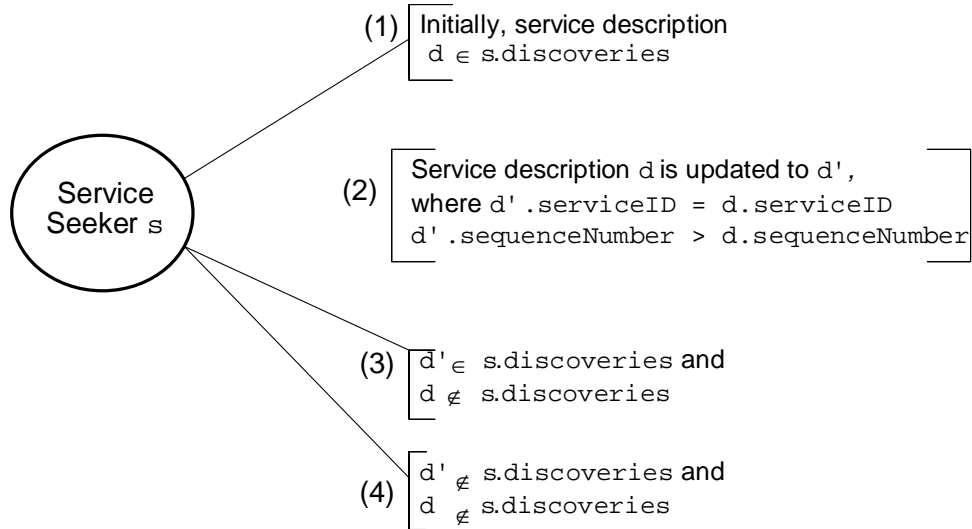 (1)
Initially, service description
d ∈ s.discoveries
Service
Seeker s
(2)
Service description d is updated to d',
where d'.serviceID = d.serviceID
d'.sequenceNumber > d.sequenceNumber
(3)
d' ∈ s.discoveries and
d ∉ s.discoveries
(4)
d' ∉ s.discoveries and
d ∉ s.discoveries